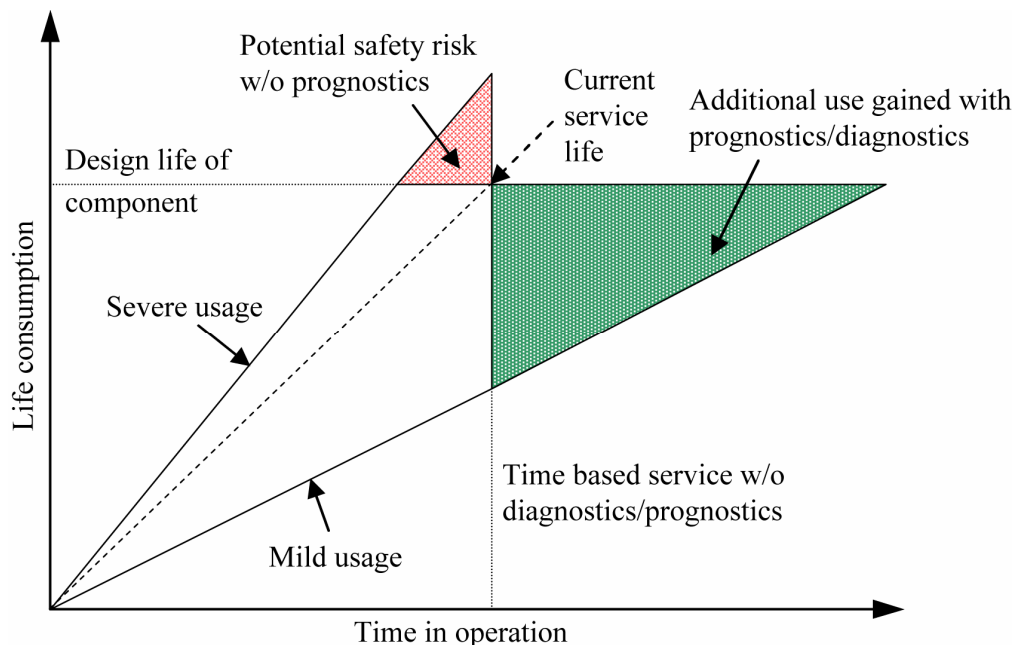 Potential safety risk
w/o prognostics
Current
service
life
Additional use gained with
prognostics/diagnostics
Design life of
component
Severe usage
Life consumption
Time based service w/o
diagnostics/prognostics
Mild usage
Time in operation